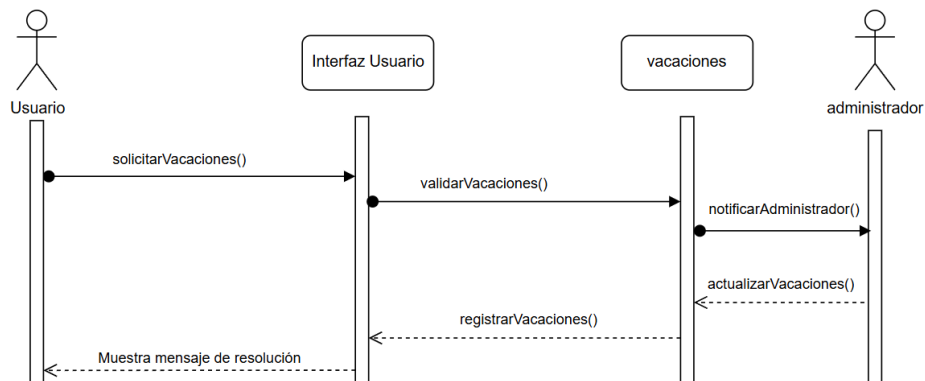 Interfaz Usuario
vacaciones
Usuario
administrador
solicitarVacaciones()
validarVacaciones()
notificarAdministrador()
actualizarVacaciones()
registrarVacaciones()
Muestra mensaje de resolución